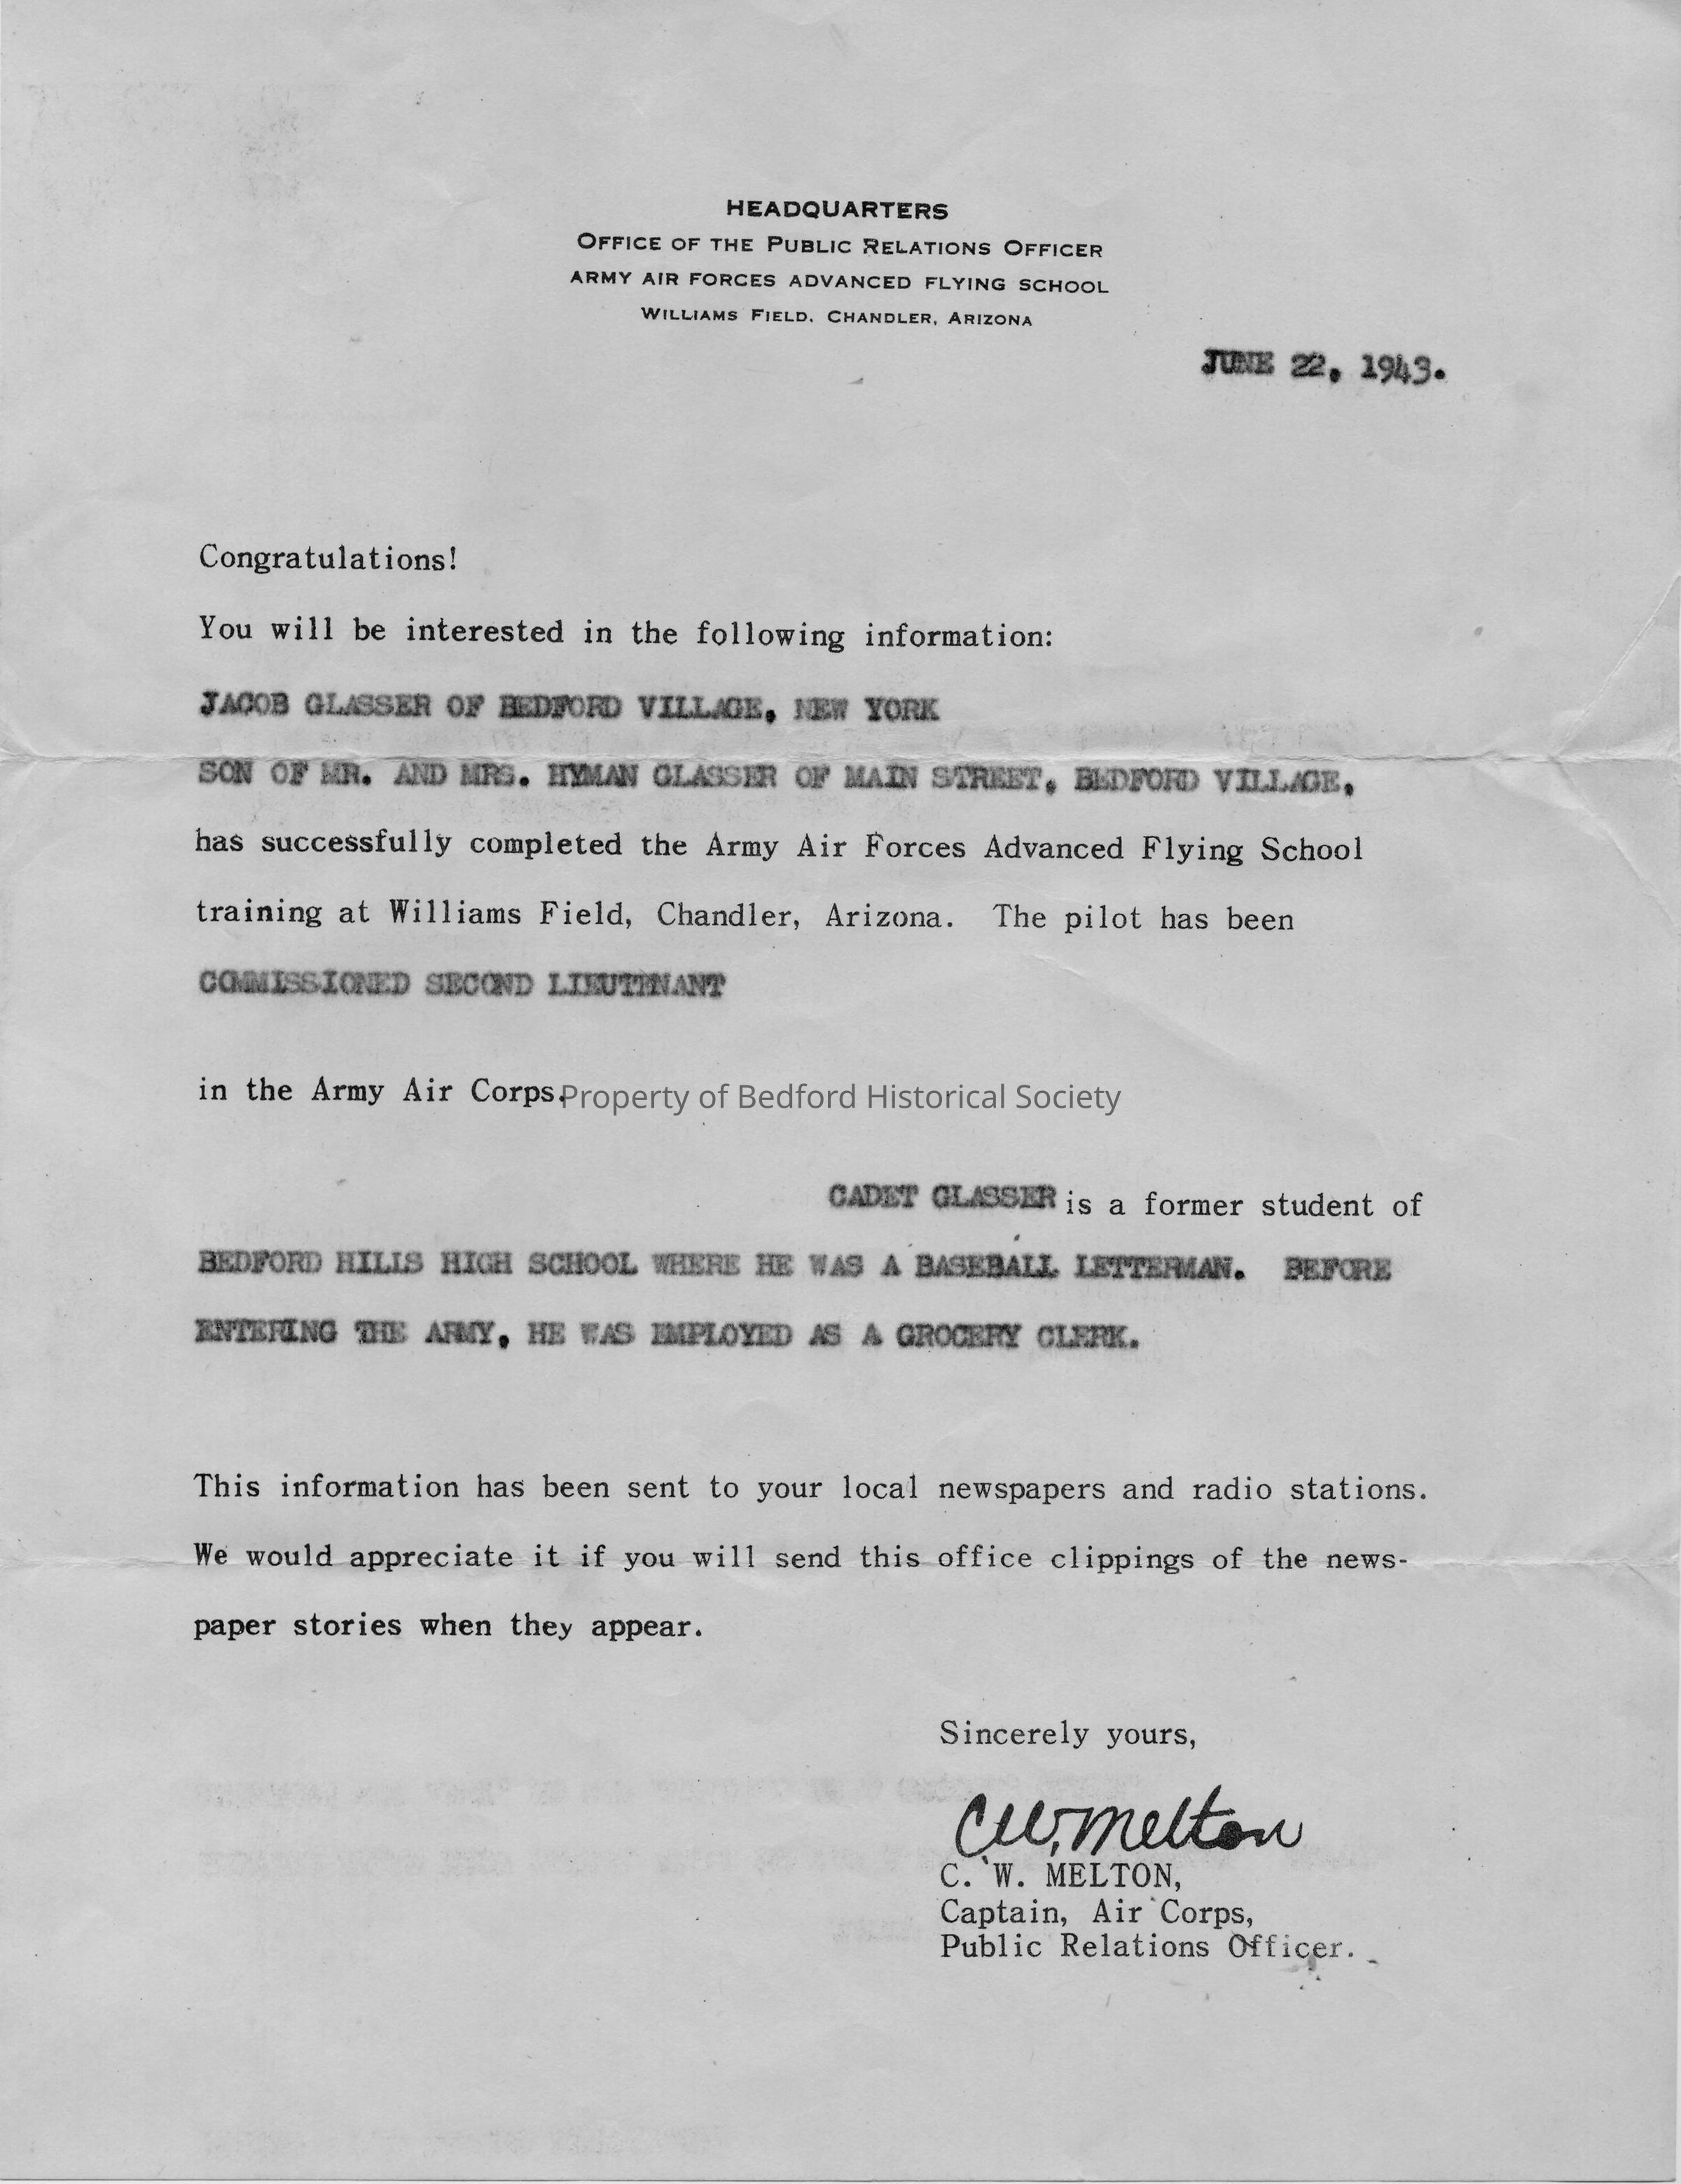 HEADQUARTERS
OFFICE OF THE PUBLIC RELATIONS OFFICER
ARMY AIR FORCES ADVANCED FLYING SCHOOL
WILLIAMS FIELD, CHANDLER, ARIZONA
JUNE 22, 1943.
Congratulations!
You will be interested in the following information:
JACOB GLASSER OF BEDFORD VILLAGE, NEW YORK
SON OF MR. AND MRS. HYMAN GLASSER OF MAIN STREET, BEDFORD VILLAGE,
has successfully completed the Army Air Forces Advanced Flying School
training at Williams Field, Chandler, Arizona. The pilot has been
COMMISSIONED SECOND LIEUTENANT
in the Army Air Corps.
Property of Bedford Historical Society
CADET GLASSER is a former student of
BEDFORD HILLS HIGH SCHOOL WHERE HE WAS A BASEBALL LETTERMAN. BEFORE
ENTERING THE ARMY, HE WAS EMPLOYED AS A GROCERY CLERK.
This information has been sent to your local newspapers and radio stations.
We would appreciate it if you will send this office clippings of the news-
paper stories when they appear.
Sincerely yours,
C.W. Melton
C. W. MELTON,
Captain, Air Corps,
Public Relations Officer.